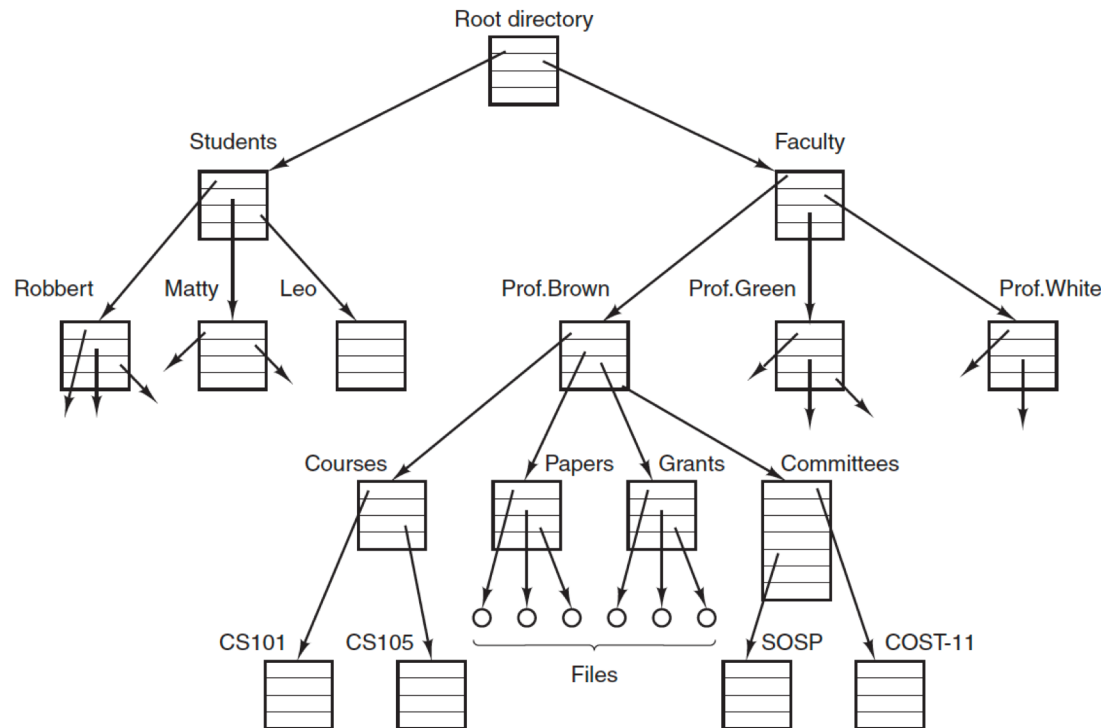 Root directory
Students
Faculty
Robbert
Matty
Leo
Prof.Brown
Prof.Green
Prof.White
Courses
Papers
Grants
Committees
CS101
CS105
SOSP
COST-11
Files